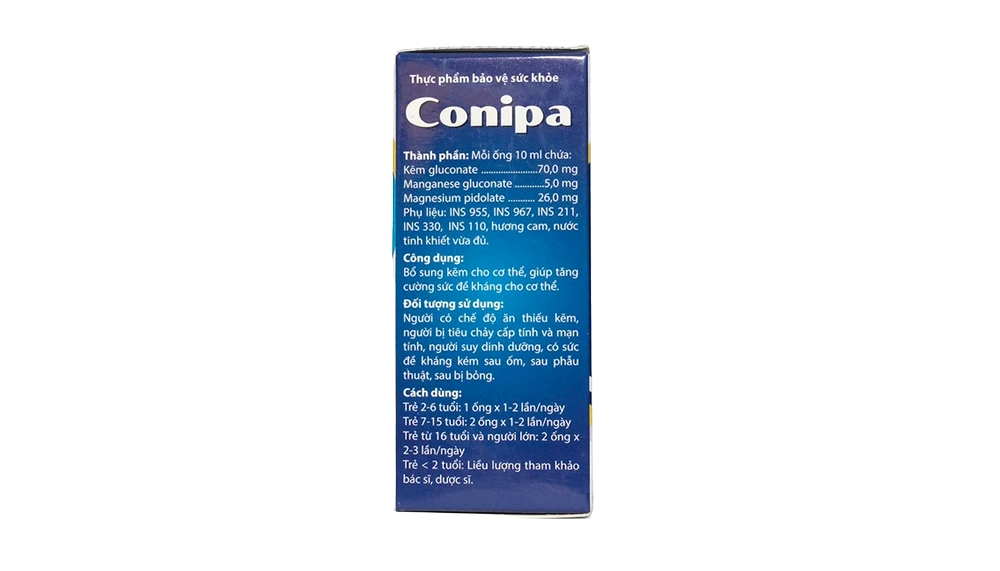 Thực phẩm bảo vệ sức khỏe
Conipa
Thành phần: Mỗi ống 10 ml chứa:
Kẽm gluconate .......................70,0 mg
Manganese gluconate ............5,0 mg
Magnesium pidolate ........... 26,0 mg
Phụ liệu: INS 955, INS 967, INS 211,
INS 330, INS 110, hương cam, nước
tinh khiết vừa đủ.
Công dụng:
Bổ sung kẽm cho cơ thể, giúp tăng
cường sức đề kháng cho cơ thể.
Đối tượng sử dụng:
Người có chế độ ăn thiếu kẽm,
người bị tiêu chảy cấp tính và mạn
tính, người suy dinh dưỡng, có sức
đề kháng kém sau ốm, sau phẫu
thuật, sau bị bỏng.
Cách dùng:
Trẻ 2-6 tuổi: 1 ống x 1-2 lần/ngày
Trẻ 7-15 tuổi: 2 ống x 1-2 lần/ngày
Trẻ từ 16 tuổi và người lớn: 2 ống x
2-3 lần/ngày
Trẻ < 2 tuổi: Liều lượng tham khảo
bác sĩ, dược sĩ.